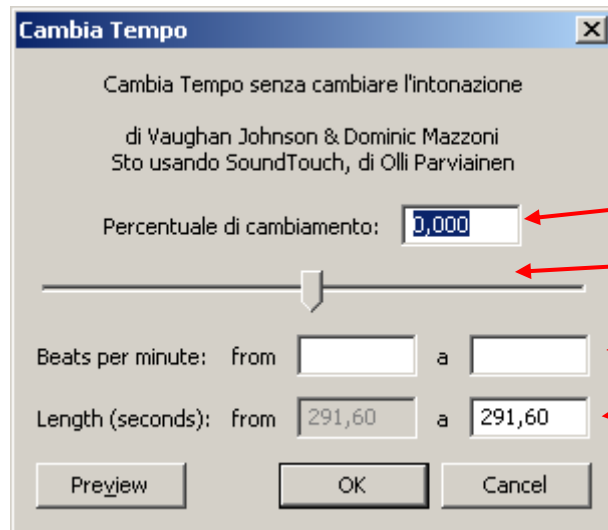 Cambia Tempo
Cambia Tempo senza cambiare l'intonazione
di Vaughan Johnson & Dominic Mazzoni
Sto usando SoundTouch, di Olli Parviainen
Percentuale di cambiamento: 0,000
Beats per minute: from a
Length (seconds): from 291,60 a 291,60
Preview OK Cancel